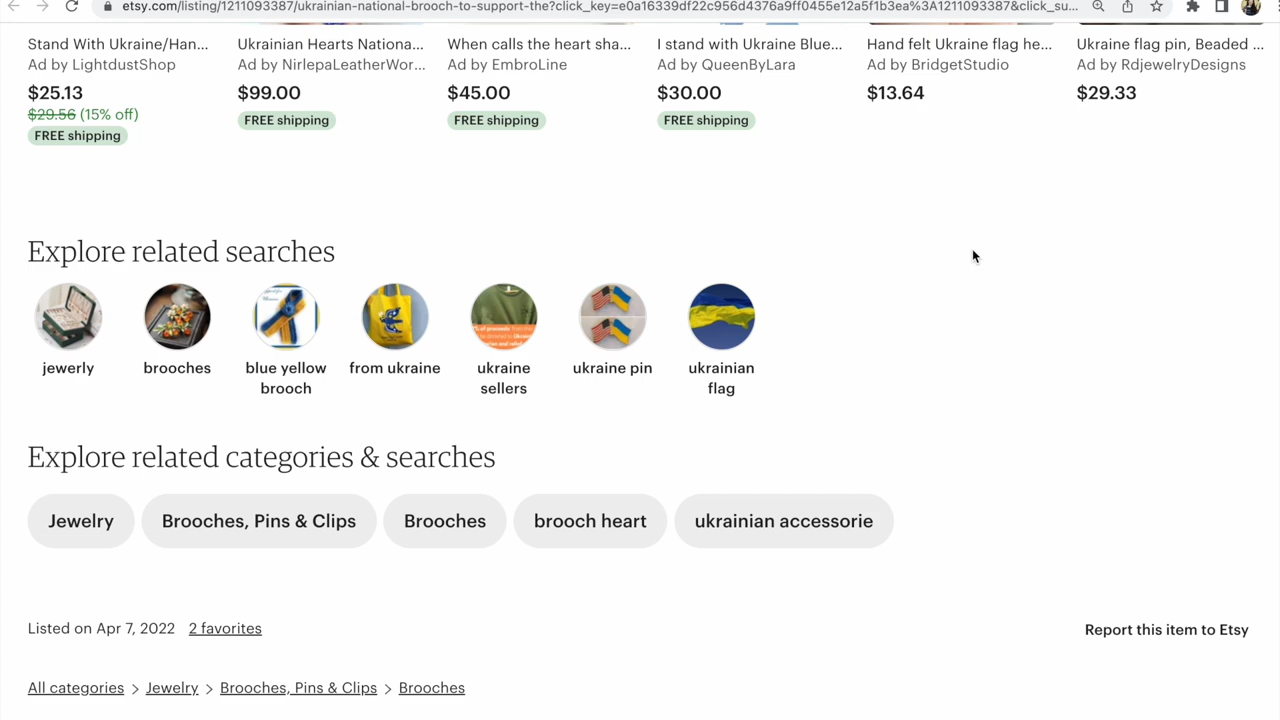 etsy.com/listing/1211093387/ukrainian-national-brooch-to-support-the?click_key=e0a16339df22c956d4376a9ff0455e12a5f1b3ea%3A1211093387&click_su...
Stand With Ukraine/Han... Ukrainian Hearts Nationa... When calls the heart sha... I stand with Ukraine Blue... Hand felt Ukraine flag he... Ukraine flag pin, Beaded ...
Ad by LightdustShop Ad by NirlepaLeatherWor... Ad by EmbroLine Ad by QueenByLara Ad by BridgetStudio Ad by RdjewelryDesigns
$25.13 $99.00 $45.00 $30.00 $13.64 $29.33
$29.56 (15% off)
FREE shipping FREE shipping FREE shipping FREE shipping
Explore related searches
jewerly brooches blue yellow brooch from ukraine ukraine sellers ukraine pin ukrainian flag
Explore related categories & searches
Jewelry Brooches, Pins & Clips Brooches brooch heart ukrainian accessorie
Listed on Apr 7, 2022 2 favorites Report this item to Etsy
All categories > Jewelry > Brooches, Pins & Clips > Brooches